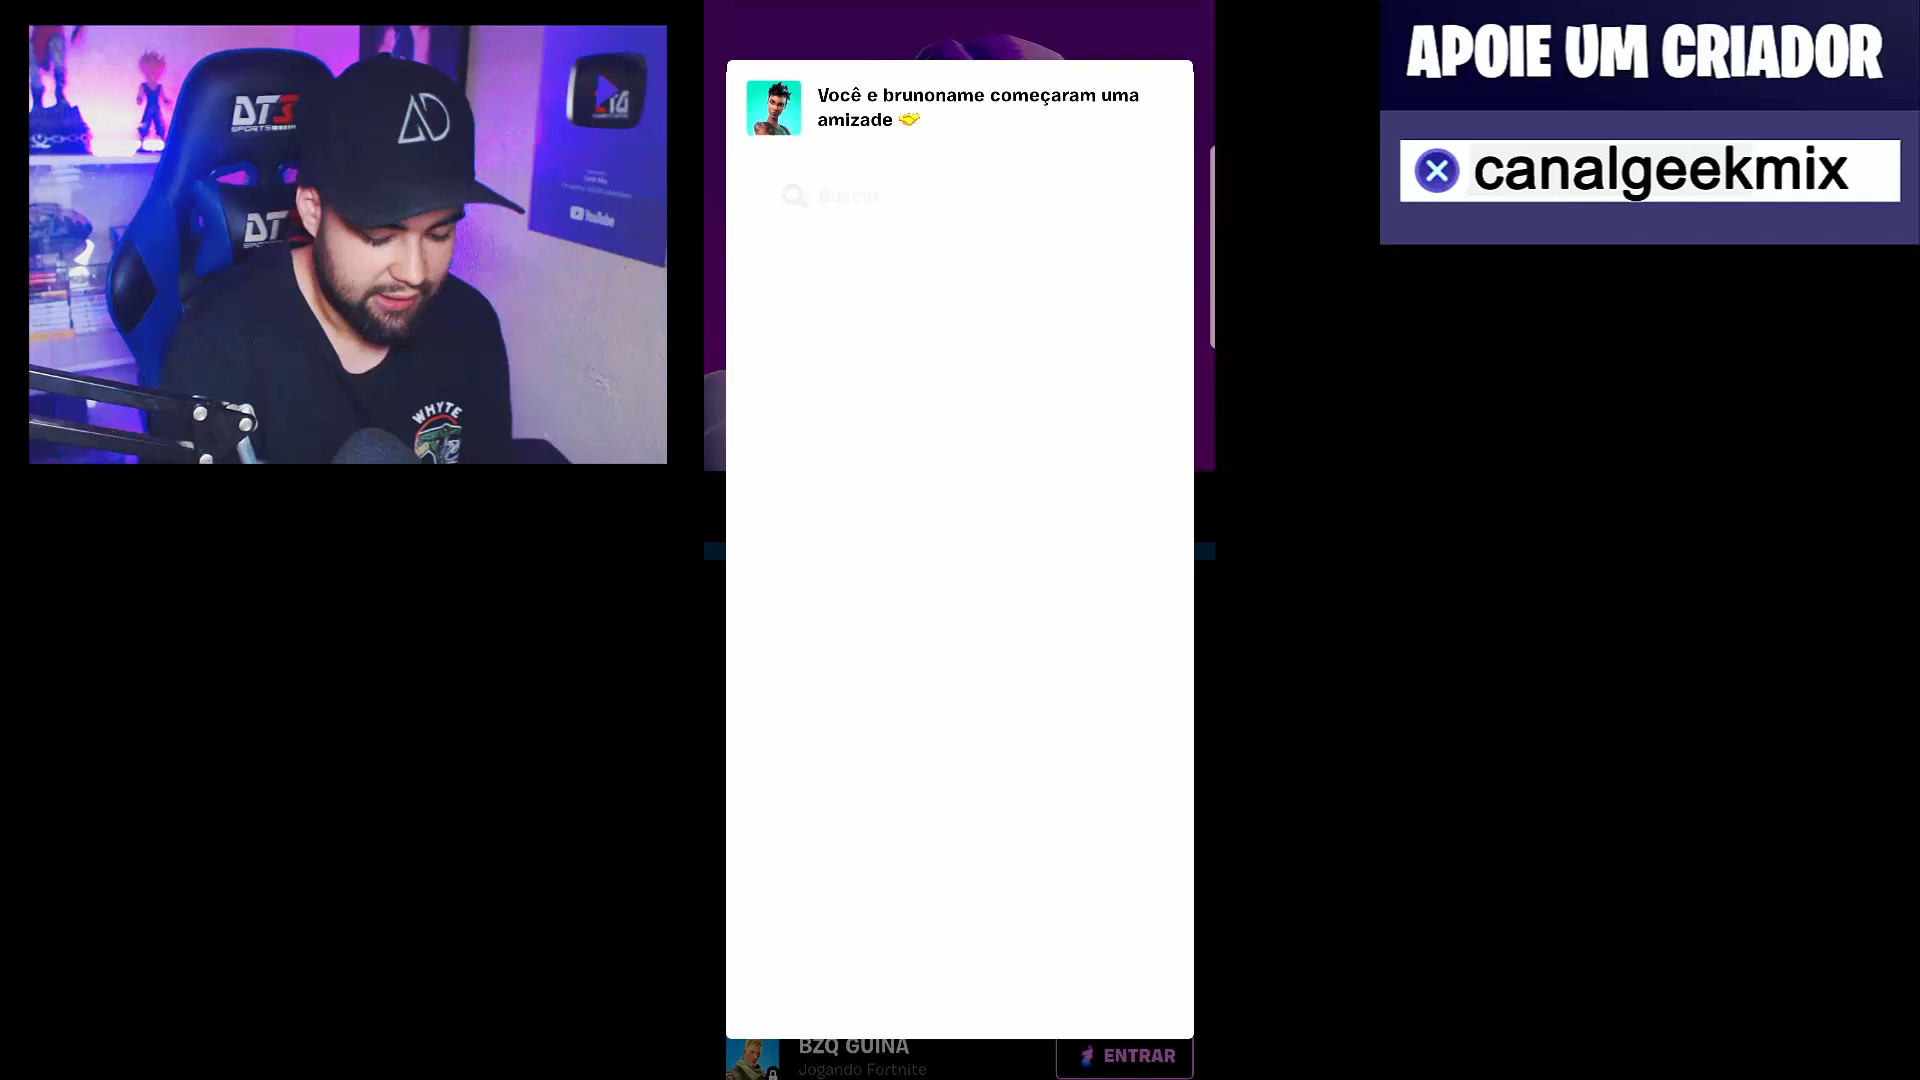 DT3
SPORTS
DT
YouTube
WHYTE
Você e brunoname começaram uma
amizade 🤝
Buscar
BZQ GUINA
Jogando Fortnite
ENTRAR
APOIE UM CRIADOR
canalgeekmix